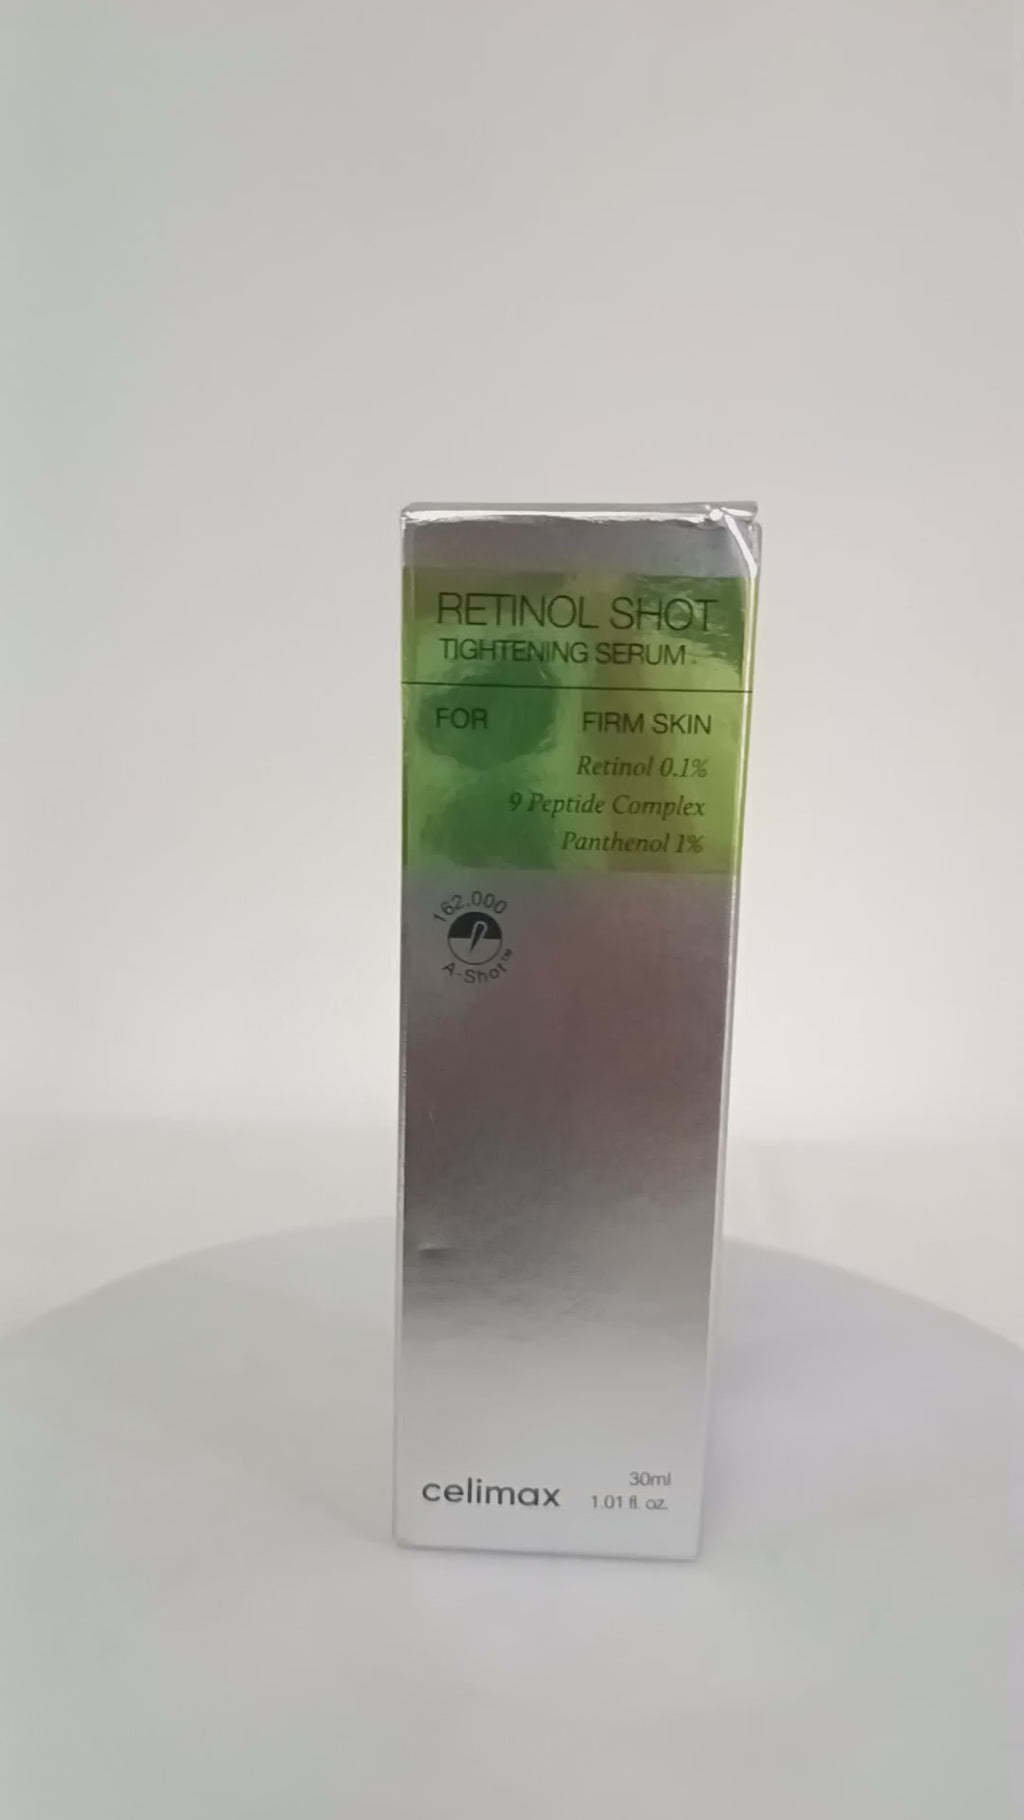 RETINOL SHOT
TIGHTENING SERUM
FOR FIRM SKIN
Retinol 0.1%
9 Peptide Complex
Panthenol 1%
162,000
A-Shot™
celimax
30ml
1.01 fl. oz.